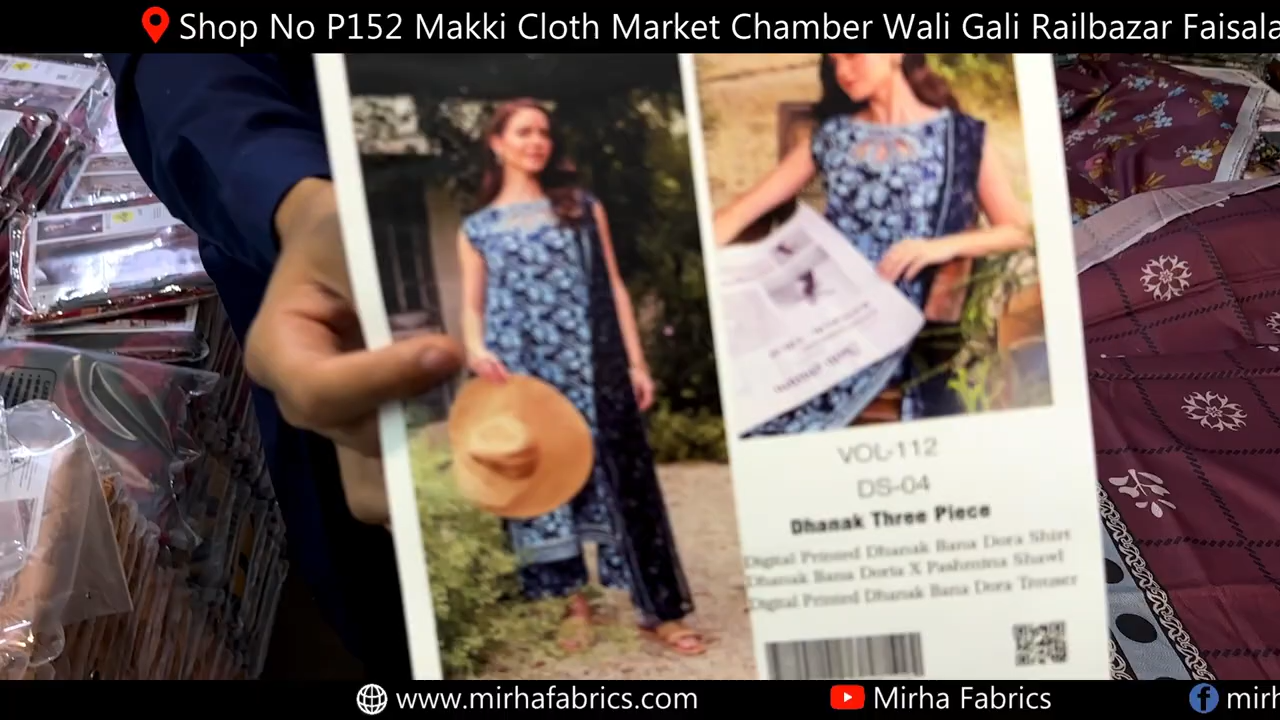 Shop No P152 Makki Cloth Market Chamber Wali Gali Railbazar Faisala
VOL-112
DS-04
Dhanak Three Piece
Digital Printed Dhanak Bana Dora Shirt
Dhanak Bana Doria X Pashmina Shawl
Digital Printed Dhanak Bana Dora Trouser
www.mirhafabrics.com
Mirha Fabrics
mirh